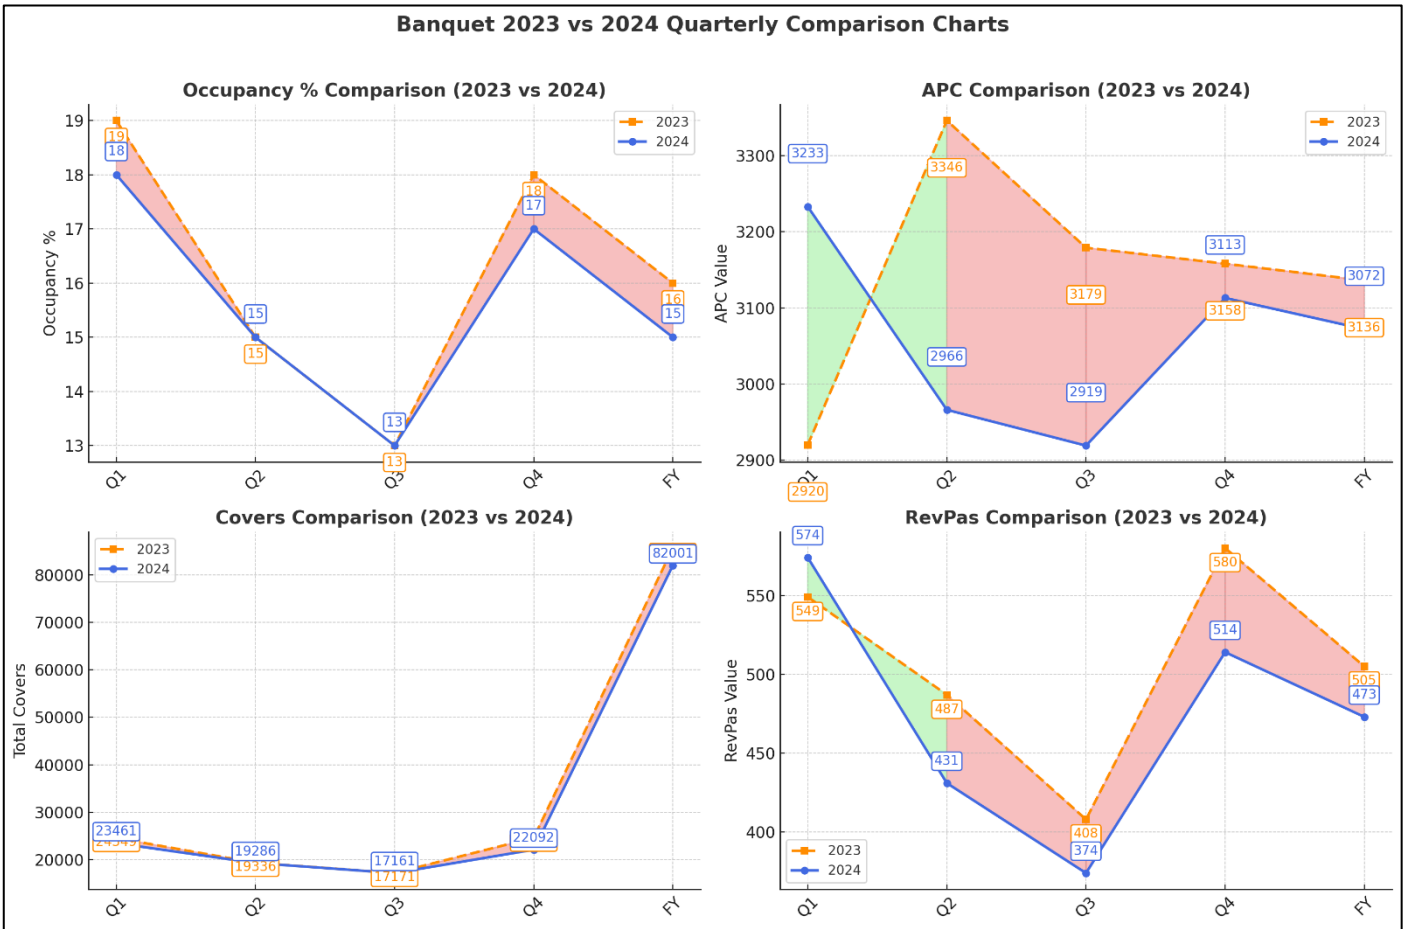 Banquet 2023 vs 2024 Quarterly Comparison Charts
Occupancy % Comparison (2023 vs 2024)
Occupancy %
19
18
17
16
15
14
13
2023
2024
19
18
15
15
13
13
18
17
16
15
Q1
Q2
Q3
Q4
FY
APC Comparison (2023 vs 2024)
APC Value
3300
3200
3100
3000
2900
2023
2024
3233
2920
3346
2966
3179
2919
3113
3158
3072
3136
Q1
Q2
Q3
Q4
FY
Covers Comparison (2023 vs 2024)
Total Covers
80000
70000
60000
50000
40000
30000
20000
2023
2024
23461
24549
19286
19336
17161
17171
22092
82001
Q1
Q2
Q3
Q4
FY
RevPas Comparison (2023 vs 2024)
RevPas Value
550
500
450
400
2023
2024
574
549
487
431
408
374
580
514
505
473
Q1
Q2
Q3
Q4
FY